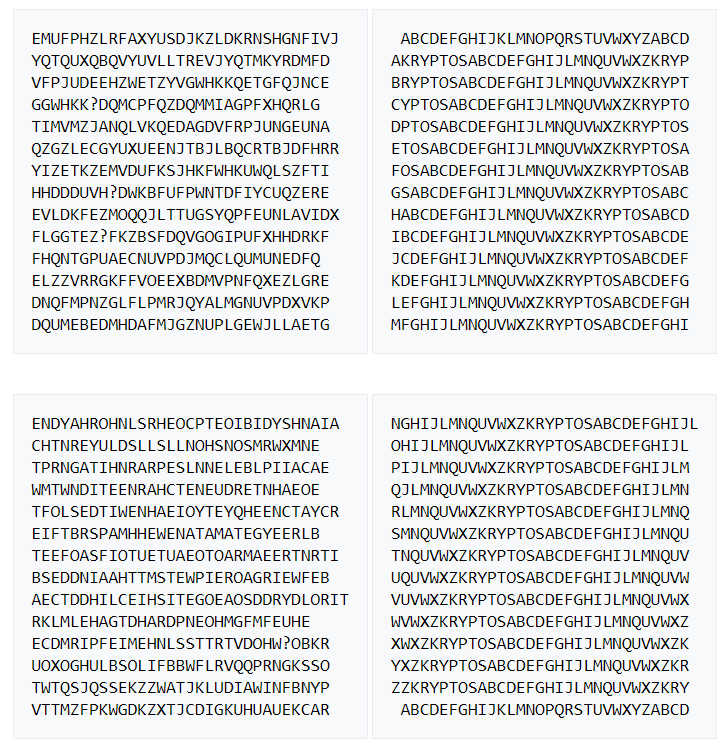 EMUFPHZLRFAXYUSDJKZLDKRNSHGNFIVJ
YQTQUXQBQVYUVLLTREVJYQTMKYRDMFD
VFPJUDEEHZWETZYVGWHKKQETGFQJNCE
GGWHKK?DQMCPFQZDQMMIAGPFXHQRLG
TIMVMZJANQLVKQEDAGDVFRPJUNGEUNA
QZGZLECGYUXUEENJTBJLBQCRTBJDFHRR
YIZETKZEMVDUFKSJHKFWHKUWQLSZFTI
HHDDDUVH?DWKBFUFPWNTDFIYCUQZERE
EVLDKFEZMOQQJLTTUGSYQPFEUNLAVIDX
FLGGTEZ?FKZBSFDQVGOGIPUFXHHDRKF
FHQNTGPUAECNUVPDJMQCLQUMUNEDFQ
ELZZVRRGKFFVOEEXBDMVPNFQXEZLGRE
DNQFMPNZGLFLPMRJQYALMGNUVPDXVKP
DQUMEBEDMHDAFMJGZNUPLGEWJLLAETG
ABCDEFGHIJKLMNOPQRSTUVWXYZABCD
AKRYPTOSABCDEFGHIJLMNQUVWXZKRYP
BRYPTOSABCDEFGHIJLMNQUVWXZKRYPT
CYPTOSABCDEFGHIJLMNQUVWXZKRYPTO
DPTOSABCDEFGHIJLMNQUVWXZKRYPTOS
ETOSABCDEFGHIJLMNQUVWXZKRYPTOSA
FOSABCDEFGHIJLMNQUVWXZKRYPTOSAB
GSABCDEFGHIJLMNQUVWXZKRYPTOSABC
HABCDEFGHIJLMNQUVWXZKRYPTOSABCD
IBCDEFGHIJLMNQUVWXZKRYPTOSABCDE
JCDEFGHIJLMNQUVWXZKRYPTOSABCDEF
KDEFGHIJLMNQUVWXZKRYPTOSABCDEFG
LEFGHIJLMNQUVWXZKRYPTOSABCDEFGH
MFGHIJLMNQUVWXZKRYPTOSABCDEFGHI
ENDYAHROHNLSRHEOCPTEOIBIDYSHNAIA
CHTNREYULDSLLSLLNOHSNOSMRWXMNE
TPRNGATIHNRARPESLNNELEBLPIIACAE
WMTWNDITEENRAHCTENEUDRETNHAEOE
TFOLSEDTIWENHAEIOYTEYQHEENCTAYCR
EIFTBRSPAMHHEWENATAMATEGYEERLB
TEEFOASFIOTUETUAEOTOARMAEERTNRTI
BSEDDNIAAHTTMSTEWPIEROAGRIEWFEB
AECTDDHILCEIHSITEGOEAOSDDRYDLORIT
RKLMLEHAGTDHARDPNEOHMGFMFEUHE
ECDMRIPFEIMEHNLSSTTRTVDOHW?OBKR
UOXOGHULBSOLIFBBWFLRVQQPRNGKSSO
TWTQSJQSSEKZZWATJKLUDIAWINFBNYP
VTTMZFPKWGDKZXTJCDIGKUHUAUEKCAR
NGHIJLMNQUVWXZKRYPTOSABCDEFGHIJL
OHIJLMNQUVWXZKRYPTOSABCDEFGHIJL
PIJLMNQUVWXZKRYPTOSABCDEFGHIJLM
QJLMNQUVWXZKRYPTOSABCDEFGHIJLMN
RLMNQUVWXZKRYPTOSABCDEFGHIJLMNQ
SMNQUVWXZKRYPTOSABCDEFGHIJLMNQU
TNQUVWXZKRYPTOSABCDEFGHIJLMNQUV
UQUVWXZKRYPTOSABCDEFGHIJLMNQUVW
VUVWXZKRYPTOSABCDEFGHIJLMNQUVWX
WVWXZKRYPTOSABCDEFGHIJLMNQUVWXZ
XWXZKRYPTOSABCDEFGHIJLMNQUVWXZK
YXZKRYPTOSABCDEFGHIJLMNQUVWXZKR
ZZKRYPTOSABCDEFGHIJLMNQUVWXZKRY
ABCDEFGHIJKLMNOPQRSTUVWXYZABCD